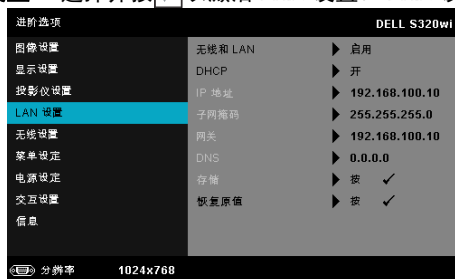 进阶选项 DELL S320wi
图像设置 无线和 LAN 启用
显示设置 DHCP 开
投影仪设置 IP 地址 192.168.100.10
LAN 设置 子网掩码 255.255.255.0
无线设置 网关 192.168.100.10
菜单设定 DNS 0.0.0.0
电源设定 存储 按 ✓
交互设置 恢复原值 按 ✓
信息
分辨率 1024x768